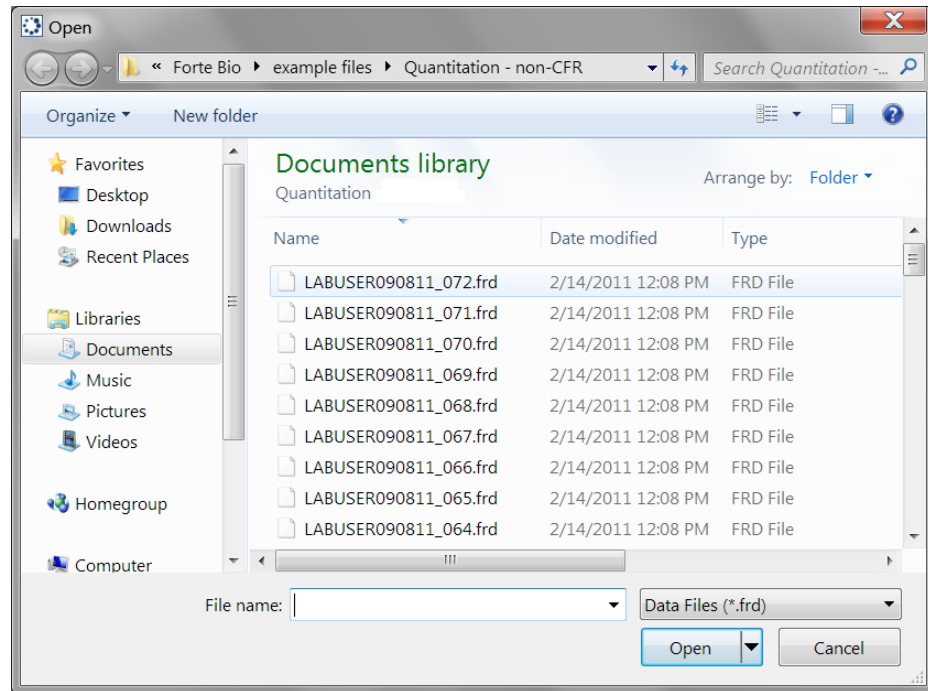 Open
« Forte Bio example files Quantitation - non-CFR Search Quantitation -...
Organize New folder
Favorites
Desktop
Downloads
Recent Places
Libraries
Documents
Music
Pictures
Videos
Homegroup
Computer
Documents library
Quantitation
Arrange by: Folder
Name Date modified Type
LABUSER090811_072.frd 2/14/2011 12:08 PM FRD File
LABUSER090811_071.frd 2/14/2011 12:08 PM FRD File
LABUSER090811_070.frd 2/14/2011 12:08 PM FRD File
LABUSER090811_069.frd 2/14/2011 12:08 PM FRD File
LABUSER090811_068.frd 2/14/2011 12:08 PM FRD File
LABUSER090811_067.frd 2/14/2011 12:08 PM FRD File
LABUSER090811_066.frd 2/14/2011 12:08 PM FRD File
LABUSER090811_065.frd 2/14/2011 12:08 PM FRD File
LABUSER090811_064.frd 2/14/2011 12:08 PM FRD File
File name: Data Files (*.frd)
Open Cancel